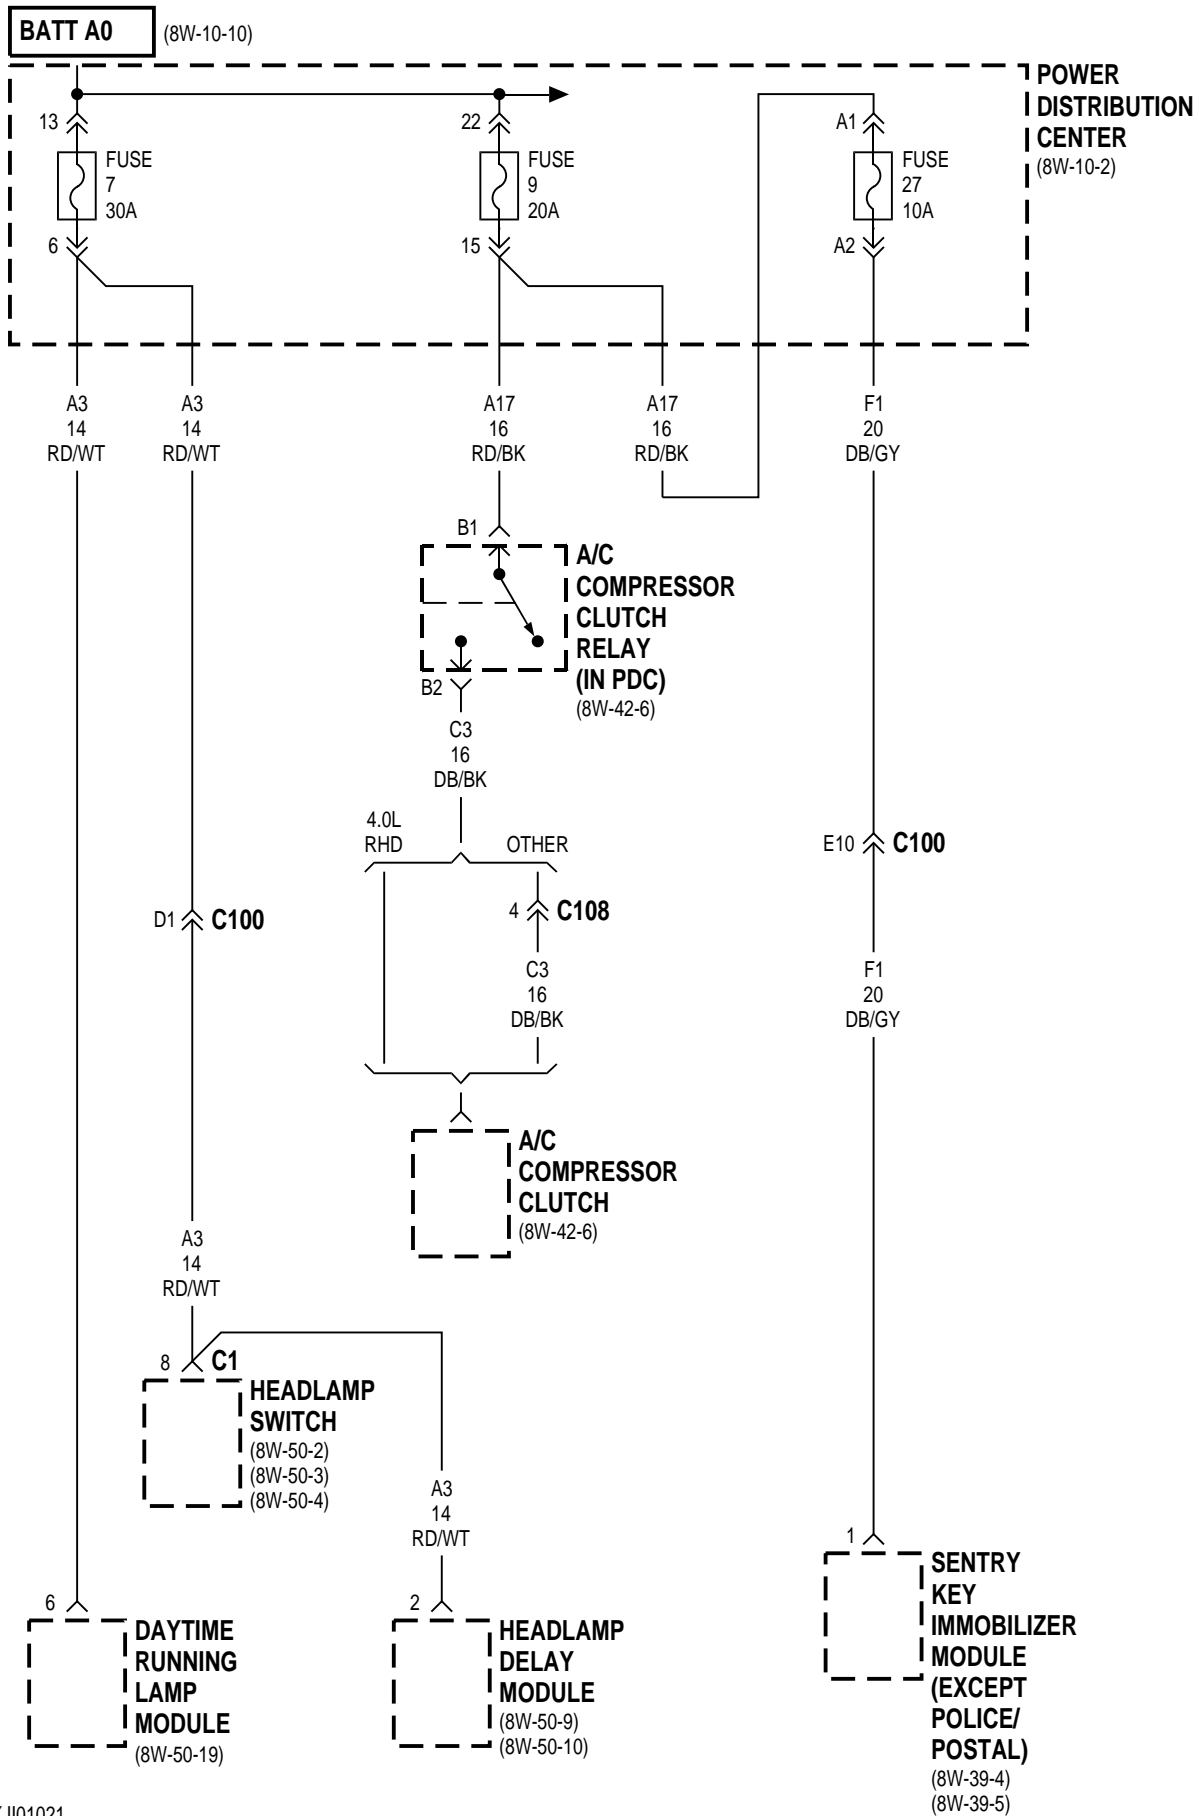 BATT A0
(8W-10-10)
POWER
DISTRIBUTION
CENTER
(8W-10-2)
13
FUSE
7
30A
6
22
FUSE
9
20A
15
A1
FUSE
27
10A
A2
A3
14
RD/WT
A3
14
RD/WT
A17
16
RD/BK
A17
16
RD/BK
F1
20
DB/GY
B1
A/C
COMPRESSOR
CLUTCH
RELAY
(IN PDC)
(8W-42-6)
B2
C3
16
DB/BK
4.0L
RHD
OTHER
E10
C100
D1
C100
4
C108
C3
16
DB/BK
F1
20
DB/GY
A/C
COMPRESSOR
CLUTCH
(8W-42-6)
A3
14
RD/WT
8
C1
HEADLAMP
SWITCH
(8W-50-2)
(8W-50-3)
(8W-50-4)
A3
14
RD/WT
1
SENTRY
KEY
IMMOBILIZER
MODULE
(EXCEPT
POLICE/
POSTAL)
(8W-39-4)
(8W-39-5)
6
DAYTIME
RUNNING
LAMP
MODULE
(8W-50-19)
2
HEADLAMP
DELAY
MODULE
(8W-50-9)
(8W-50-10)